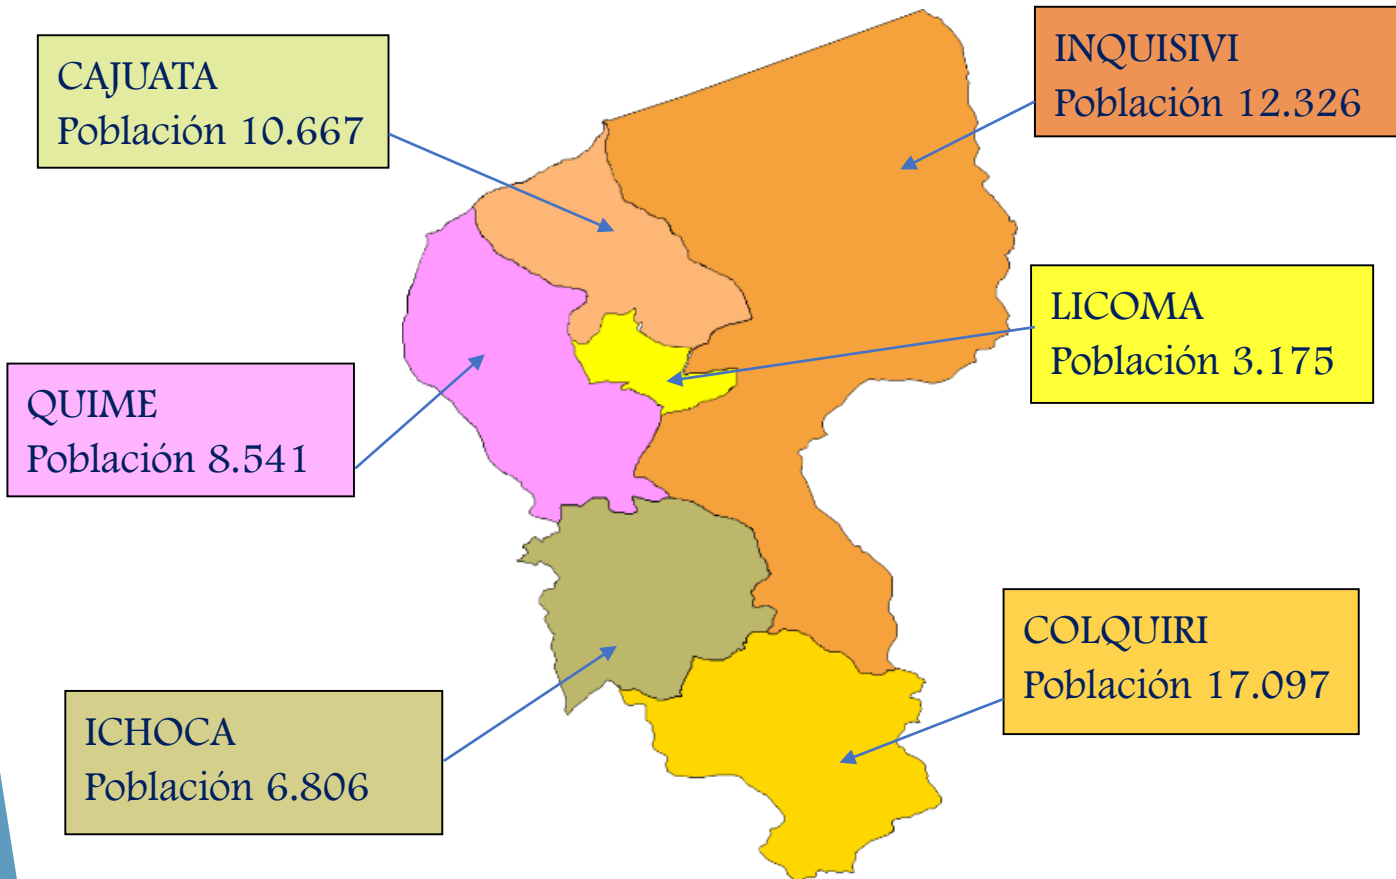 CAJUATA
Población 10.667
INQUISIVI
Población 12.326
LICOMA
Población 3.175
QUIME
Población 8.541
COLQUIRI
Población 17.097
ICHOCA
Población 6.806